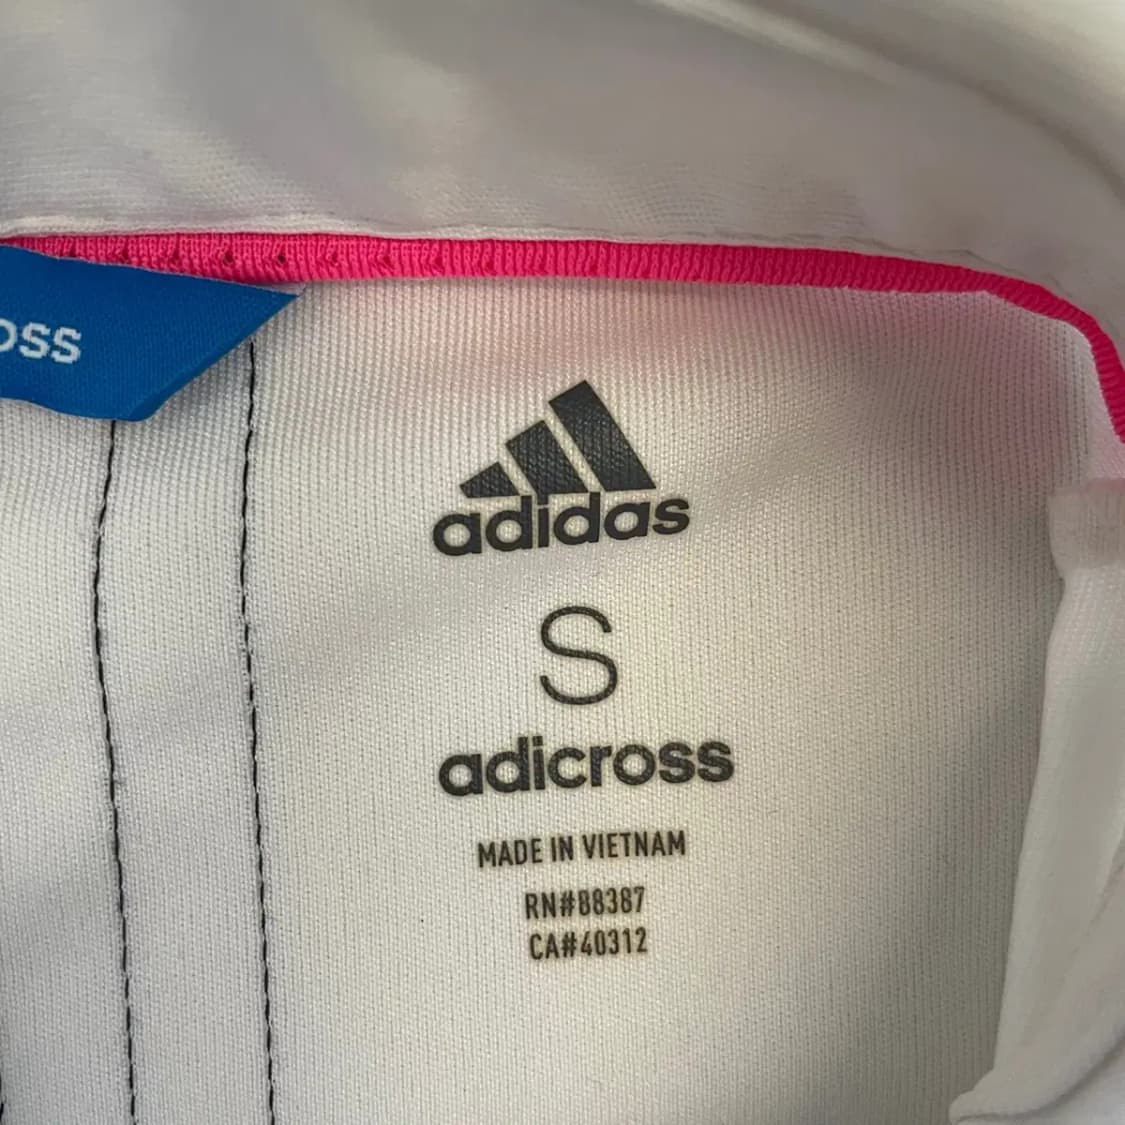 oss
adidas
S
adicross
MADE IN VIETNAM
RN#88387
CA#40312